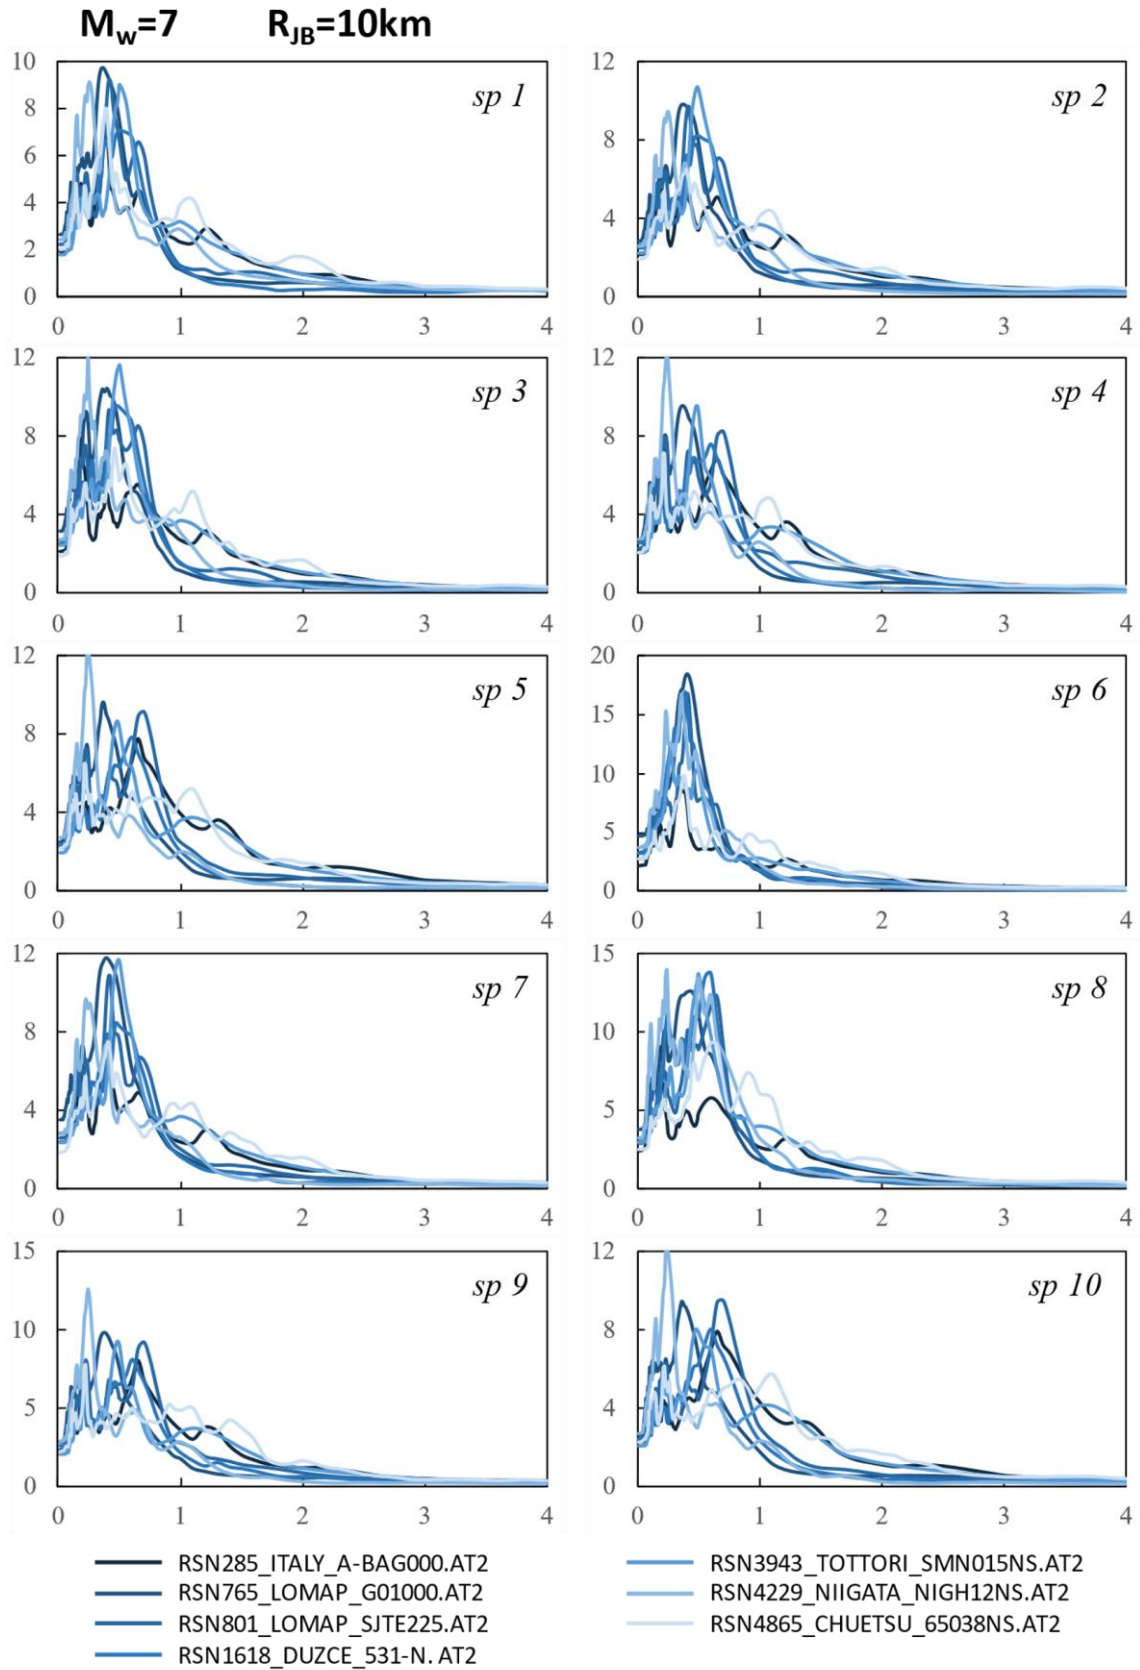 Mw=7 RJB=10km
10
8
6
4
2
0
0 1 2 3 4
sp 1
12
8
4
0
0 1 2 3 4
sp 2
12
8
4
0
0 1 2 3 4
sp 3
12
8
4
0
0 1 2 3 4
sp 4
12
8
4
0
0 1 2 3 4
sp 5
20
15
10
5
0
0 1 2 3 4
sp 6
12
8
4
0
0 1 2 3 4
sp 7
15
10
5
0
0 1 2 3 4
sp 8
15
10
5
0
0 1 2 3 4
sp 9
12
8
4
0
0 1 2 3 4
sp 10
RSN285_ITALY_A-BAG000.AT2
RSN765_LOMAP_G01000.AT2
RSN801_LOMAP_SJTE225.AT2
RSN1618_DUZCE_531-N. AT2
RSN3943_TOTTORI_SMN015NS.AT2
RSN4229_NIIGATA_NIGH12NS.AT2
RSN4865_CHUETSU_65038NS.AT2